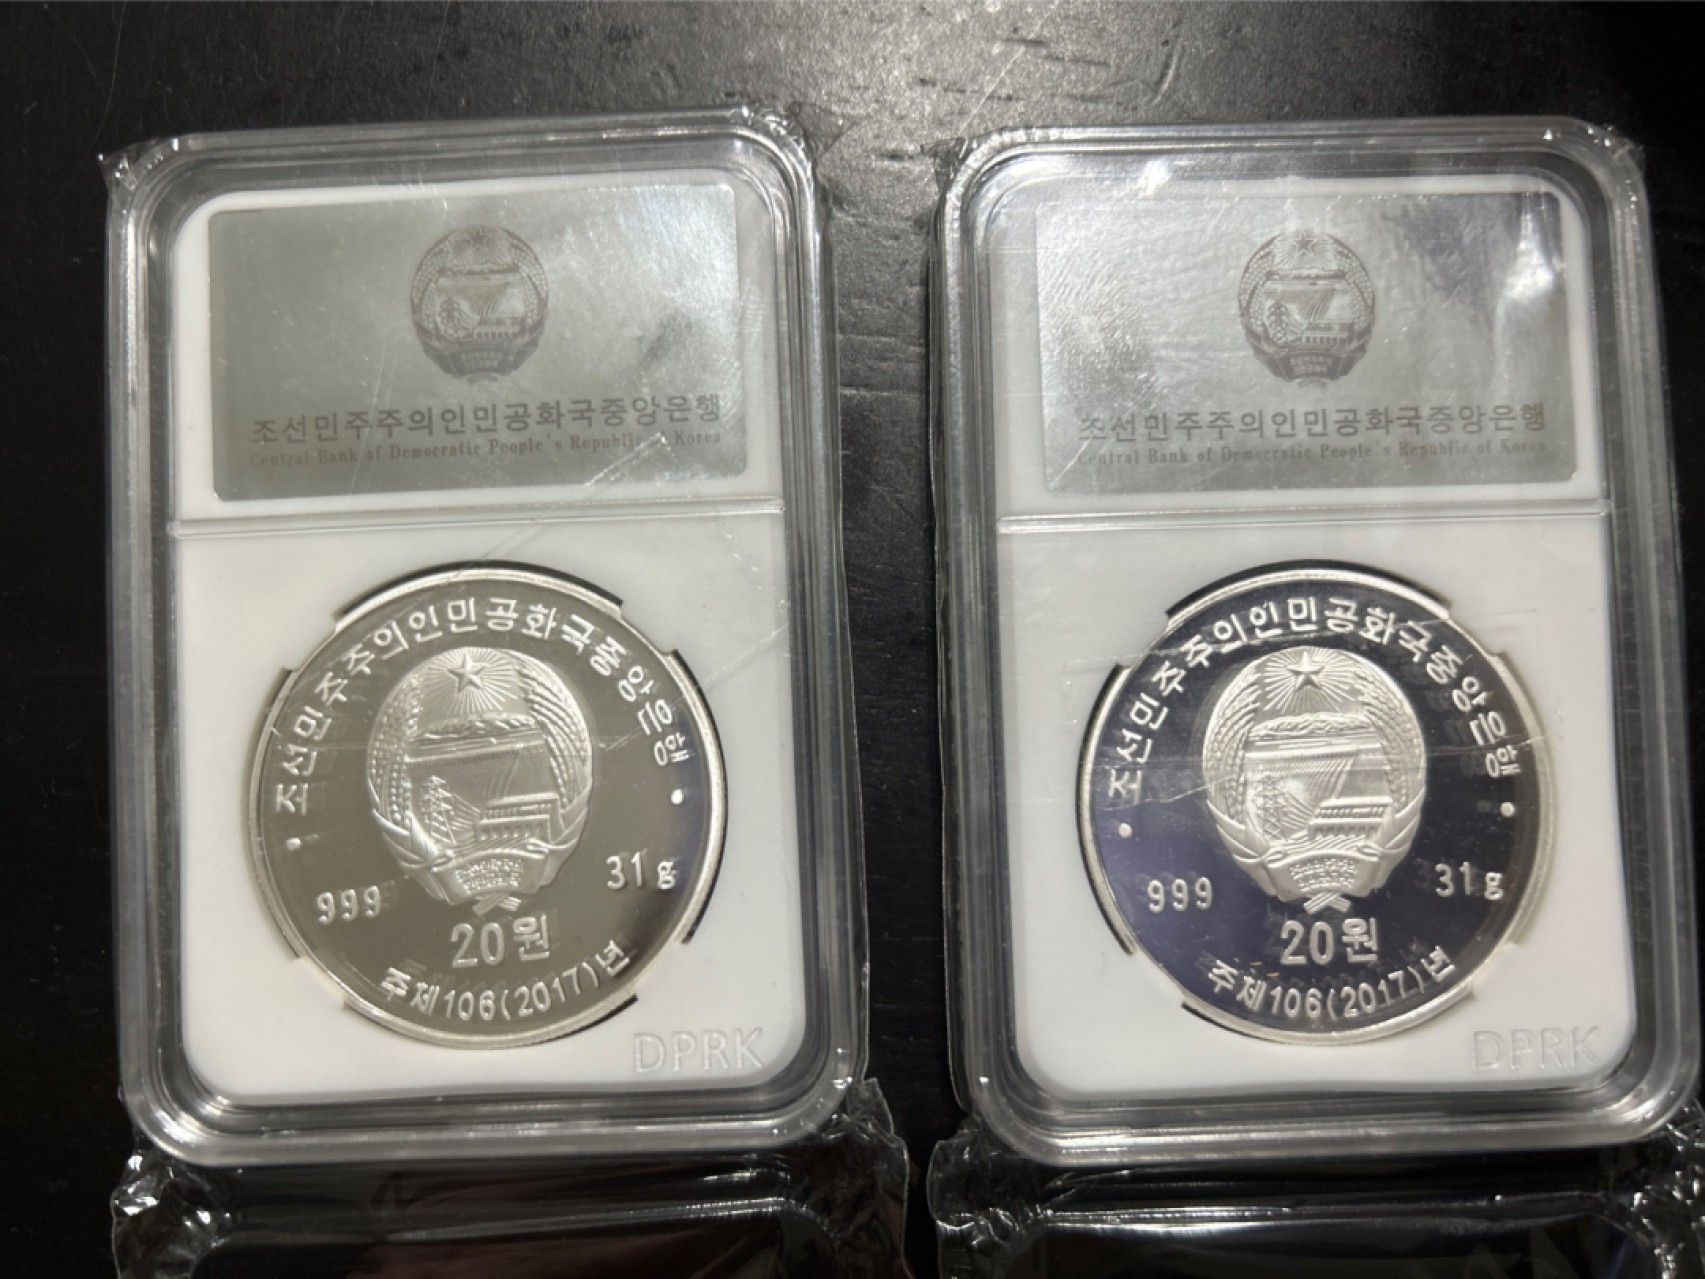 조선민주주의인민공화국중앙은행
Central Bank of Democratic People's Republic of Korea
조선민주주의인민공화국중앙은행
999
31g
20원
주체106(2017)년
DPRK
조선민주주의인민공화국중앙은행
Central Bank of Democratic People's Republic of Korea
조선민주주의인민공화국중앙은행
999
31g
20원
주체106(2017)년
DPRK